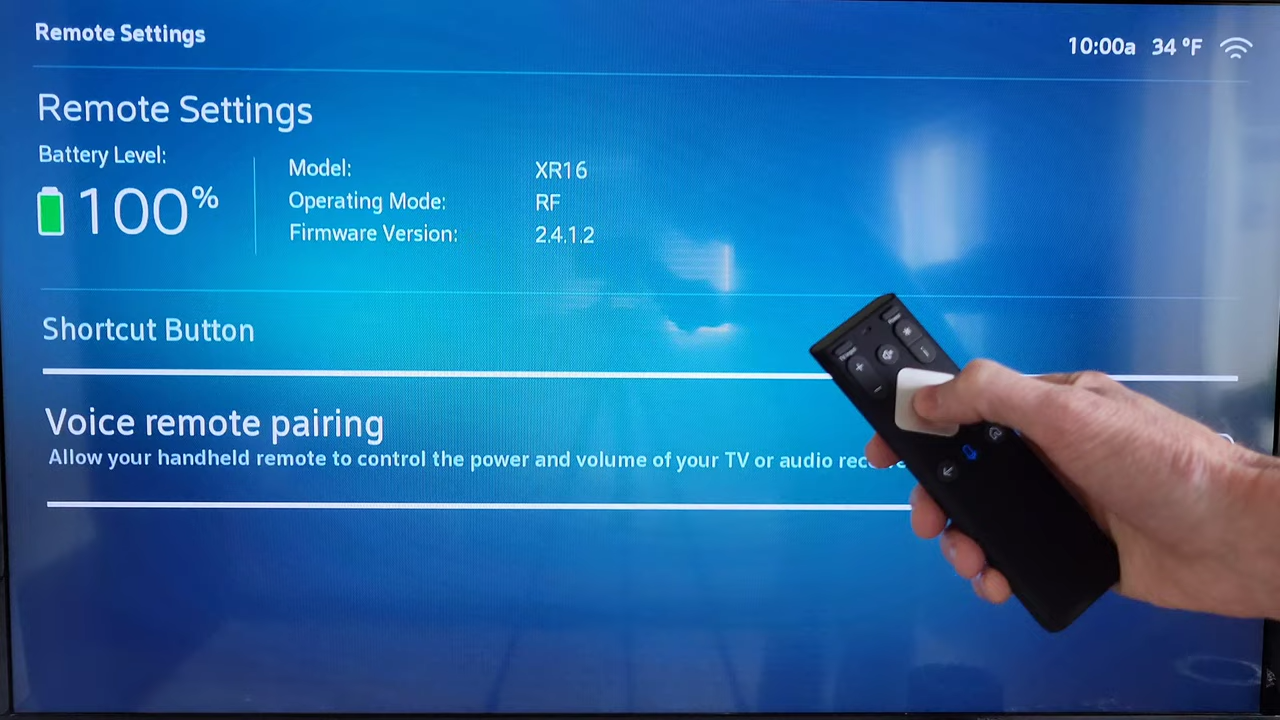 Remote Settings
10:00a 34 °F
Remote Settings
Battery Level:
100%
Model: XR16
Operating Mode: RF
Firmware Version: 2.4.1.2
Shortcut Button
Voice remote pairing
Allow your handheld remote to control the power and volume of your TV or audio